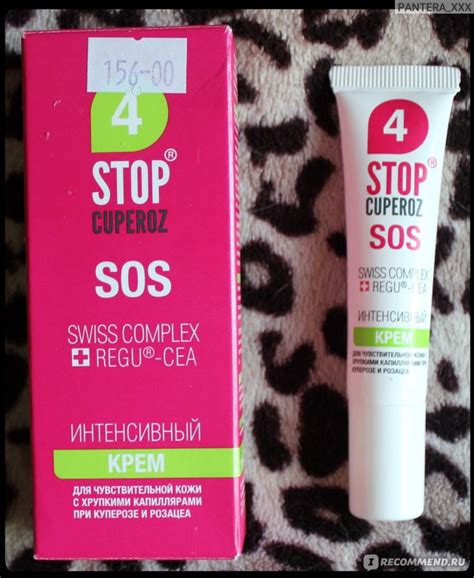 PANTERA_XXX
156-00
4
STOP®
CUPEROZ
SOS
SWISS COMPLEX
REGU®-CEA
ИНТЕНСИВНЫЙ
КРЕМ
ДЛЯ ЧУВСТВИТЕЛЬНОЙ КОЖИ
С ХРУПКИМИ КАПИЛЛЯРАМИ
ПРИ КУПЕРОЗЕ И РОЗАЦЕА
4
STOP®
CUPEROZ
SOS
SWISS COMPLEX
REGU®-CEA
ИНТЕНСИВНЫЙ
КРЕМ
ДЛЯ ЧУВСТВИТЕЛЬНОЙ КОЖИ С
ХРУПКИМИ КАПИЛЛЯРАМИ ПРИ
КУПЕРОЗЕ И РОЗАЦЕА
IRECOMMEND.RU